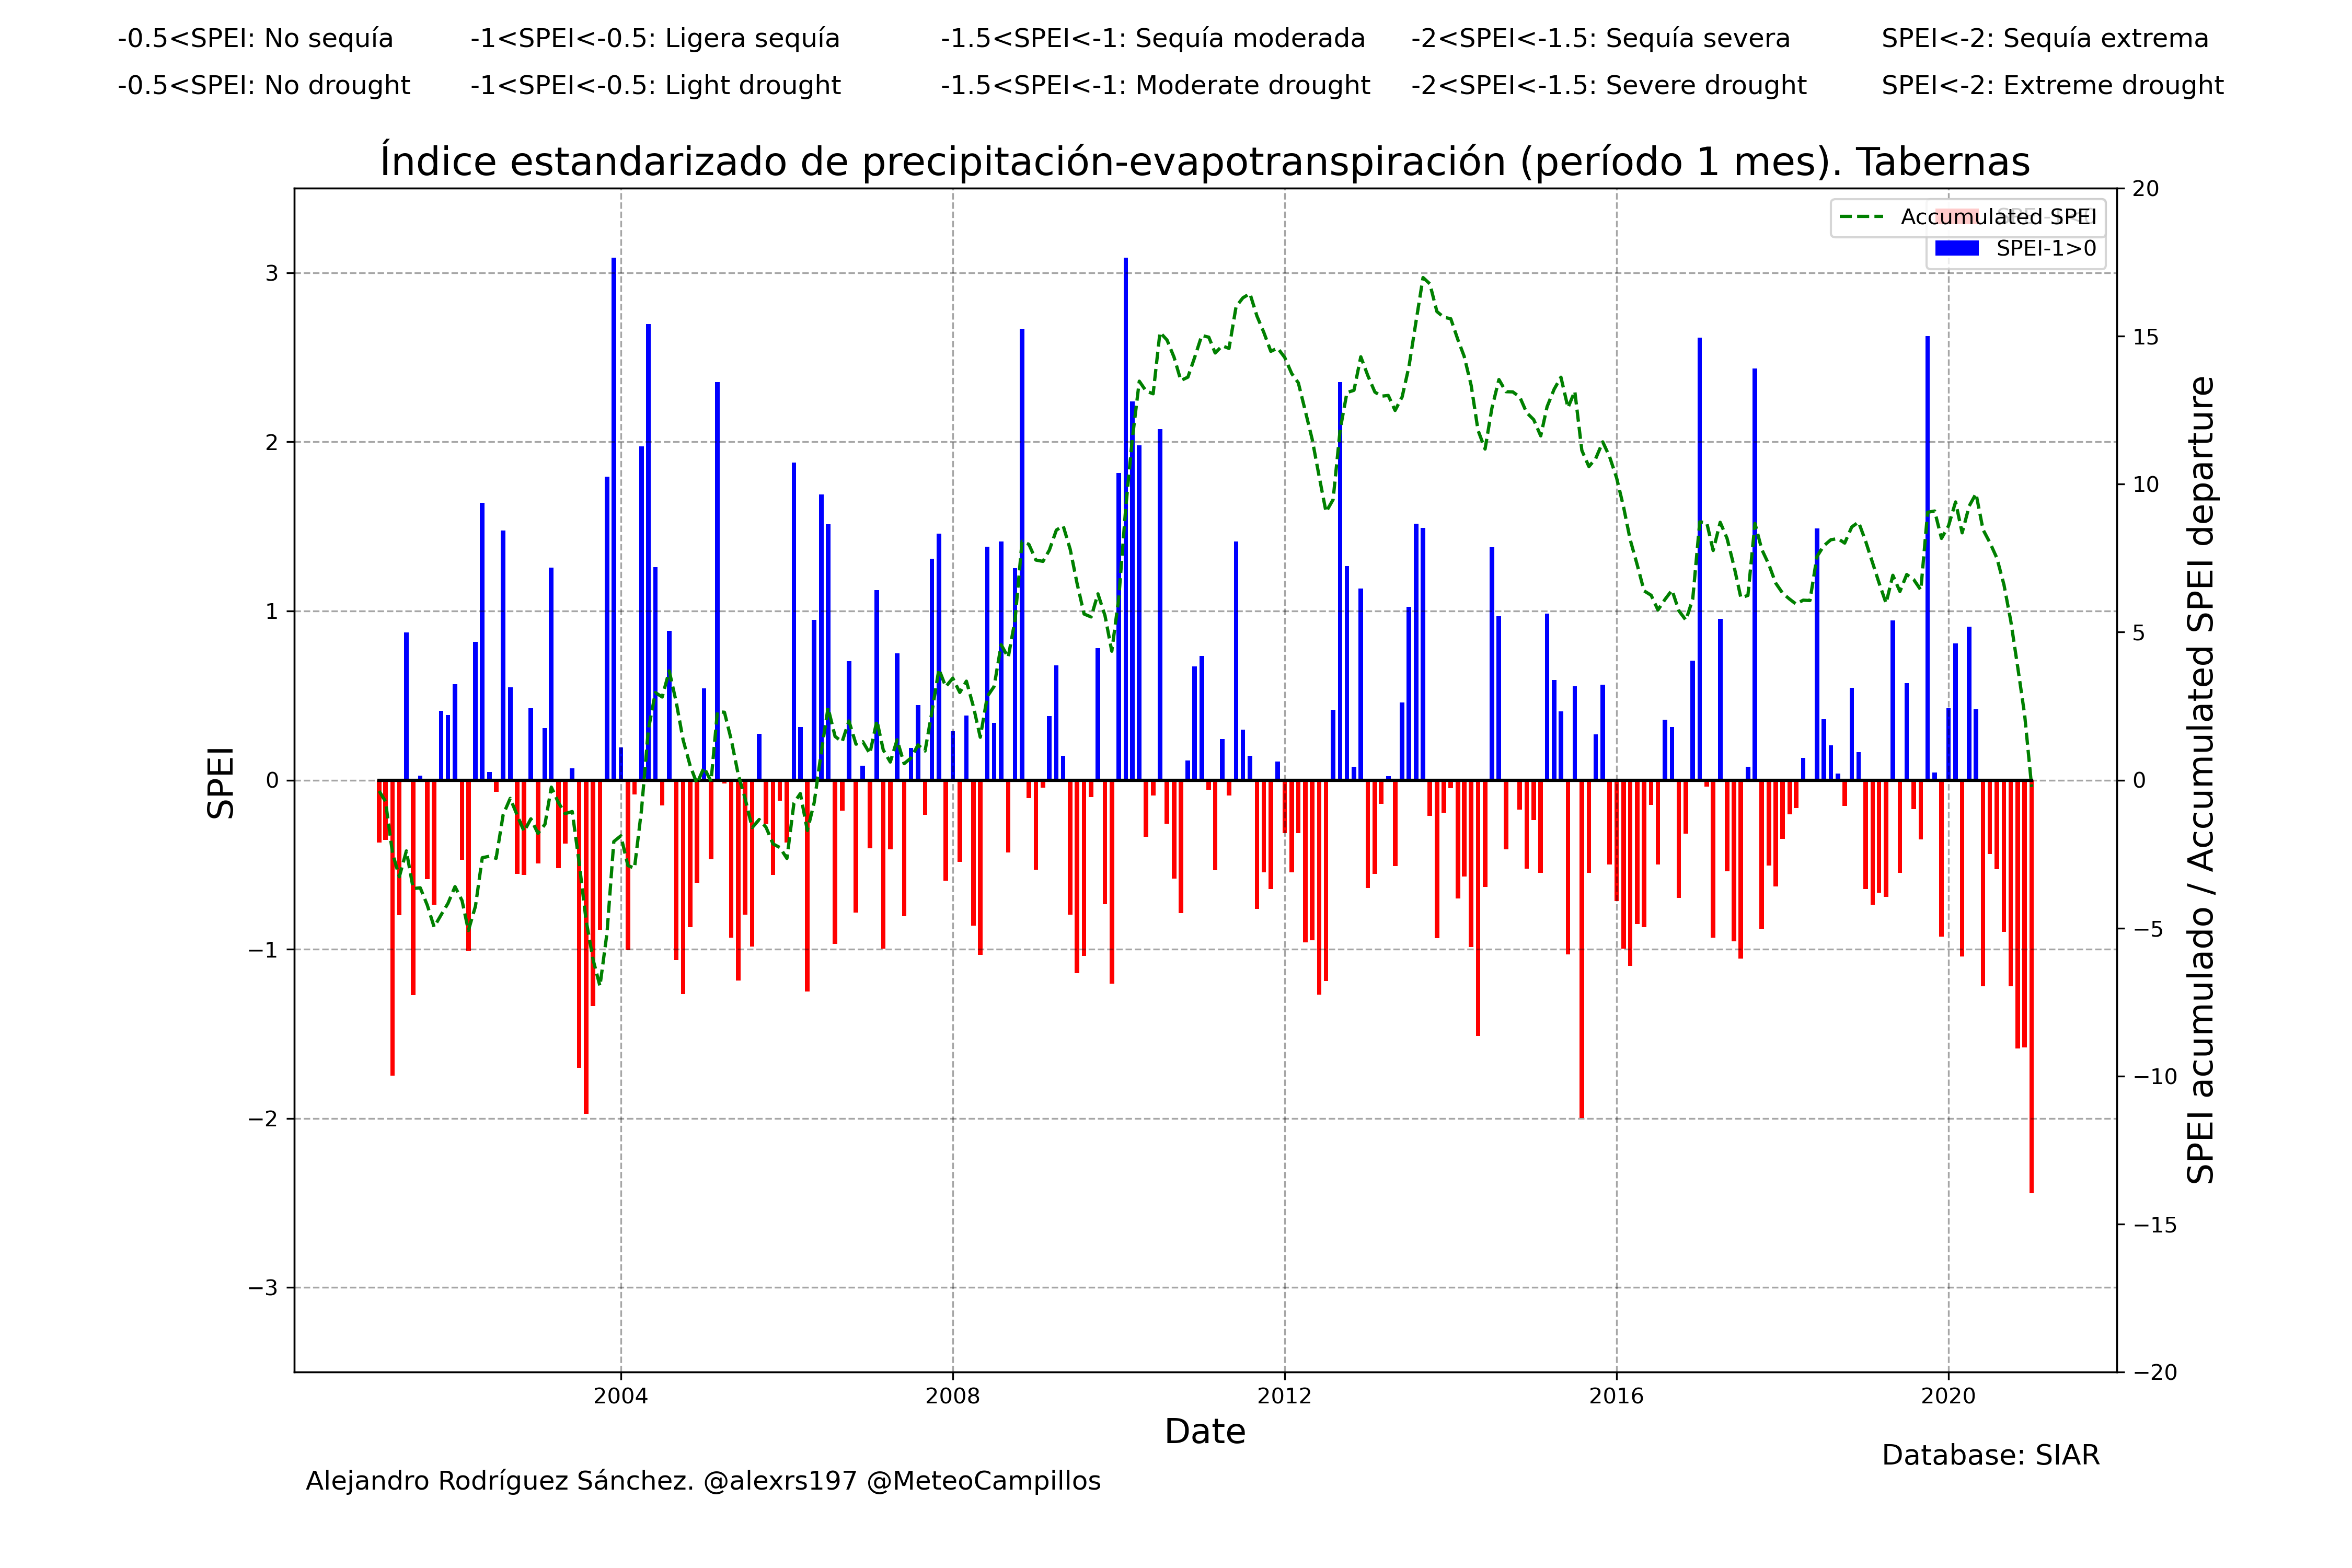 -0.5<SPEI: No sequía
-1<SPEI<-0.5: Ligera sequía
-1.5<SPEI<-1: Sequía moderada
-2<SPEI<-1.5: Sequía severa
SPEI<-2: Sequía extrema
-0.5<SPEI: No drought
-1<SPEI<-0.5: Light drought
-1.5<SPEI<-1: Moderate drought
-2<SPEI<-1.5: Severe drought
SPEI<-2: Extreme drought
Índice estandarizado de precipitación-evapotranspiración (período 1 mes). Tabernas
Accumulated SPEI
SPEI-1>0
SPEI
3
2
1
0
−1
−2
−3
20
15
10
5
0
−5
−10
−15
−20
SPEI acumulado / Accumulated SPEI departure
2004
2008
2012
2016
2020
Date
Database: SIAR
Alejandro Rodríguez Sánchez. @alexrs197 @MeteoCampillos